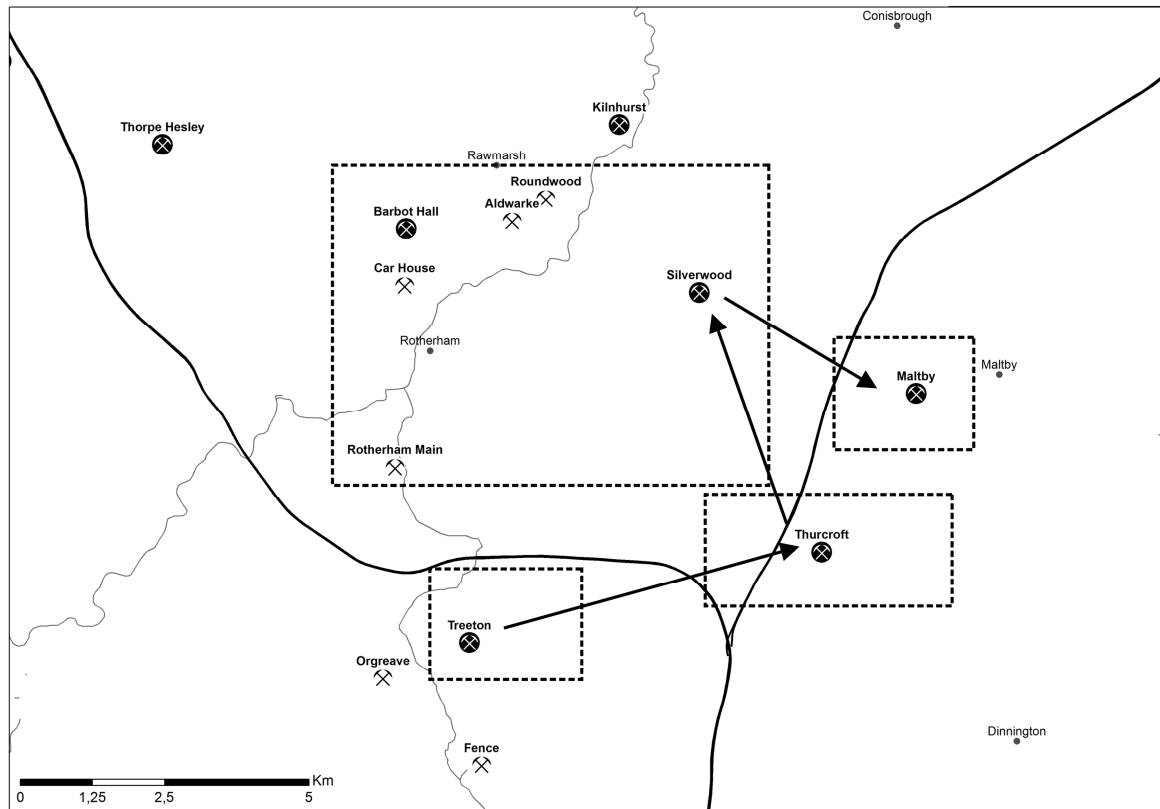 Conisbrough
Kilnhurst
Thorpe Hesley
Rawmarsh
Roundwood
Aldwarke
Barbot Hall
Car House
Silverwood
Rotherham
Maltby
Maltby
Rotherham Main
Thurcroft
Treeton
Orgreave
Dinnington
Fence
Km
0 1,25 2,5 5